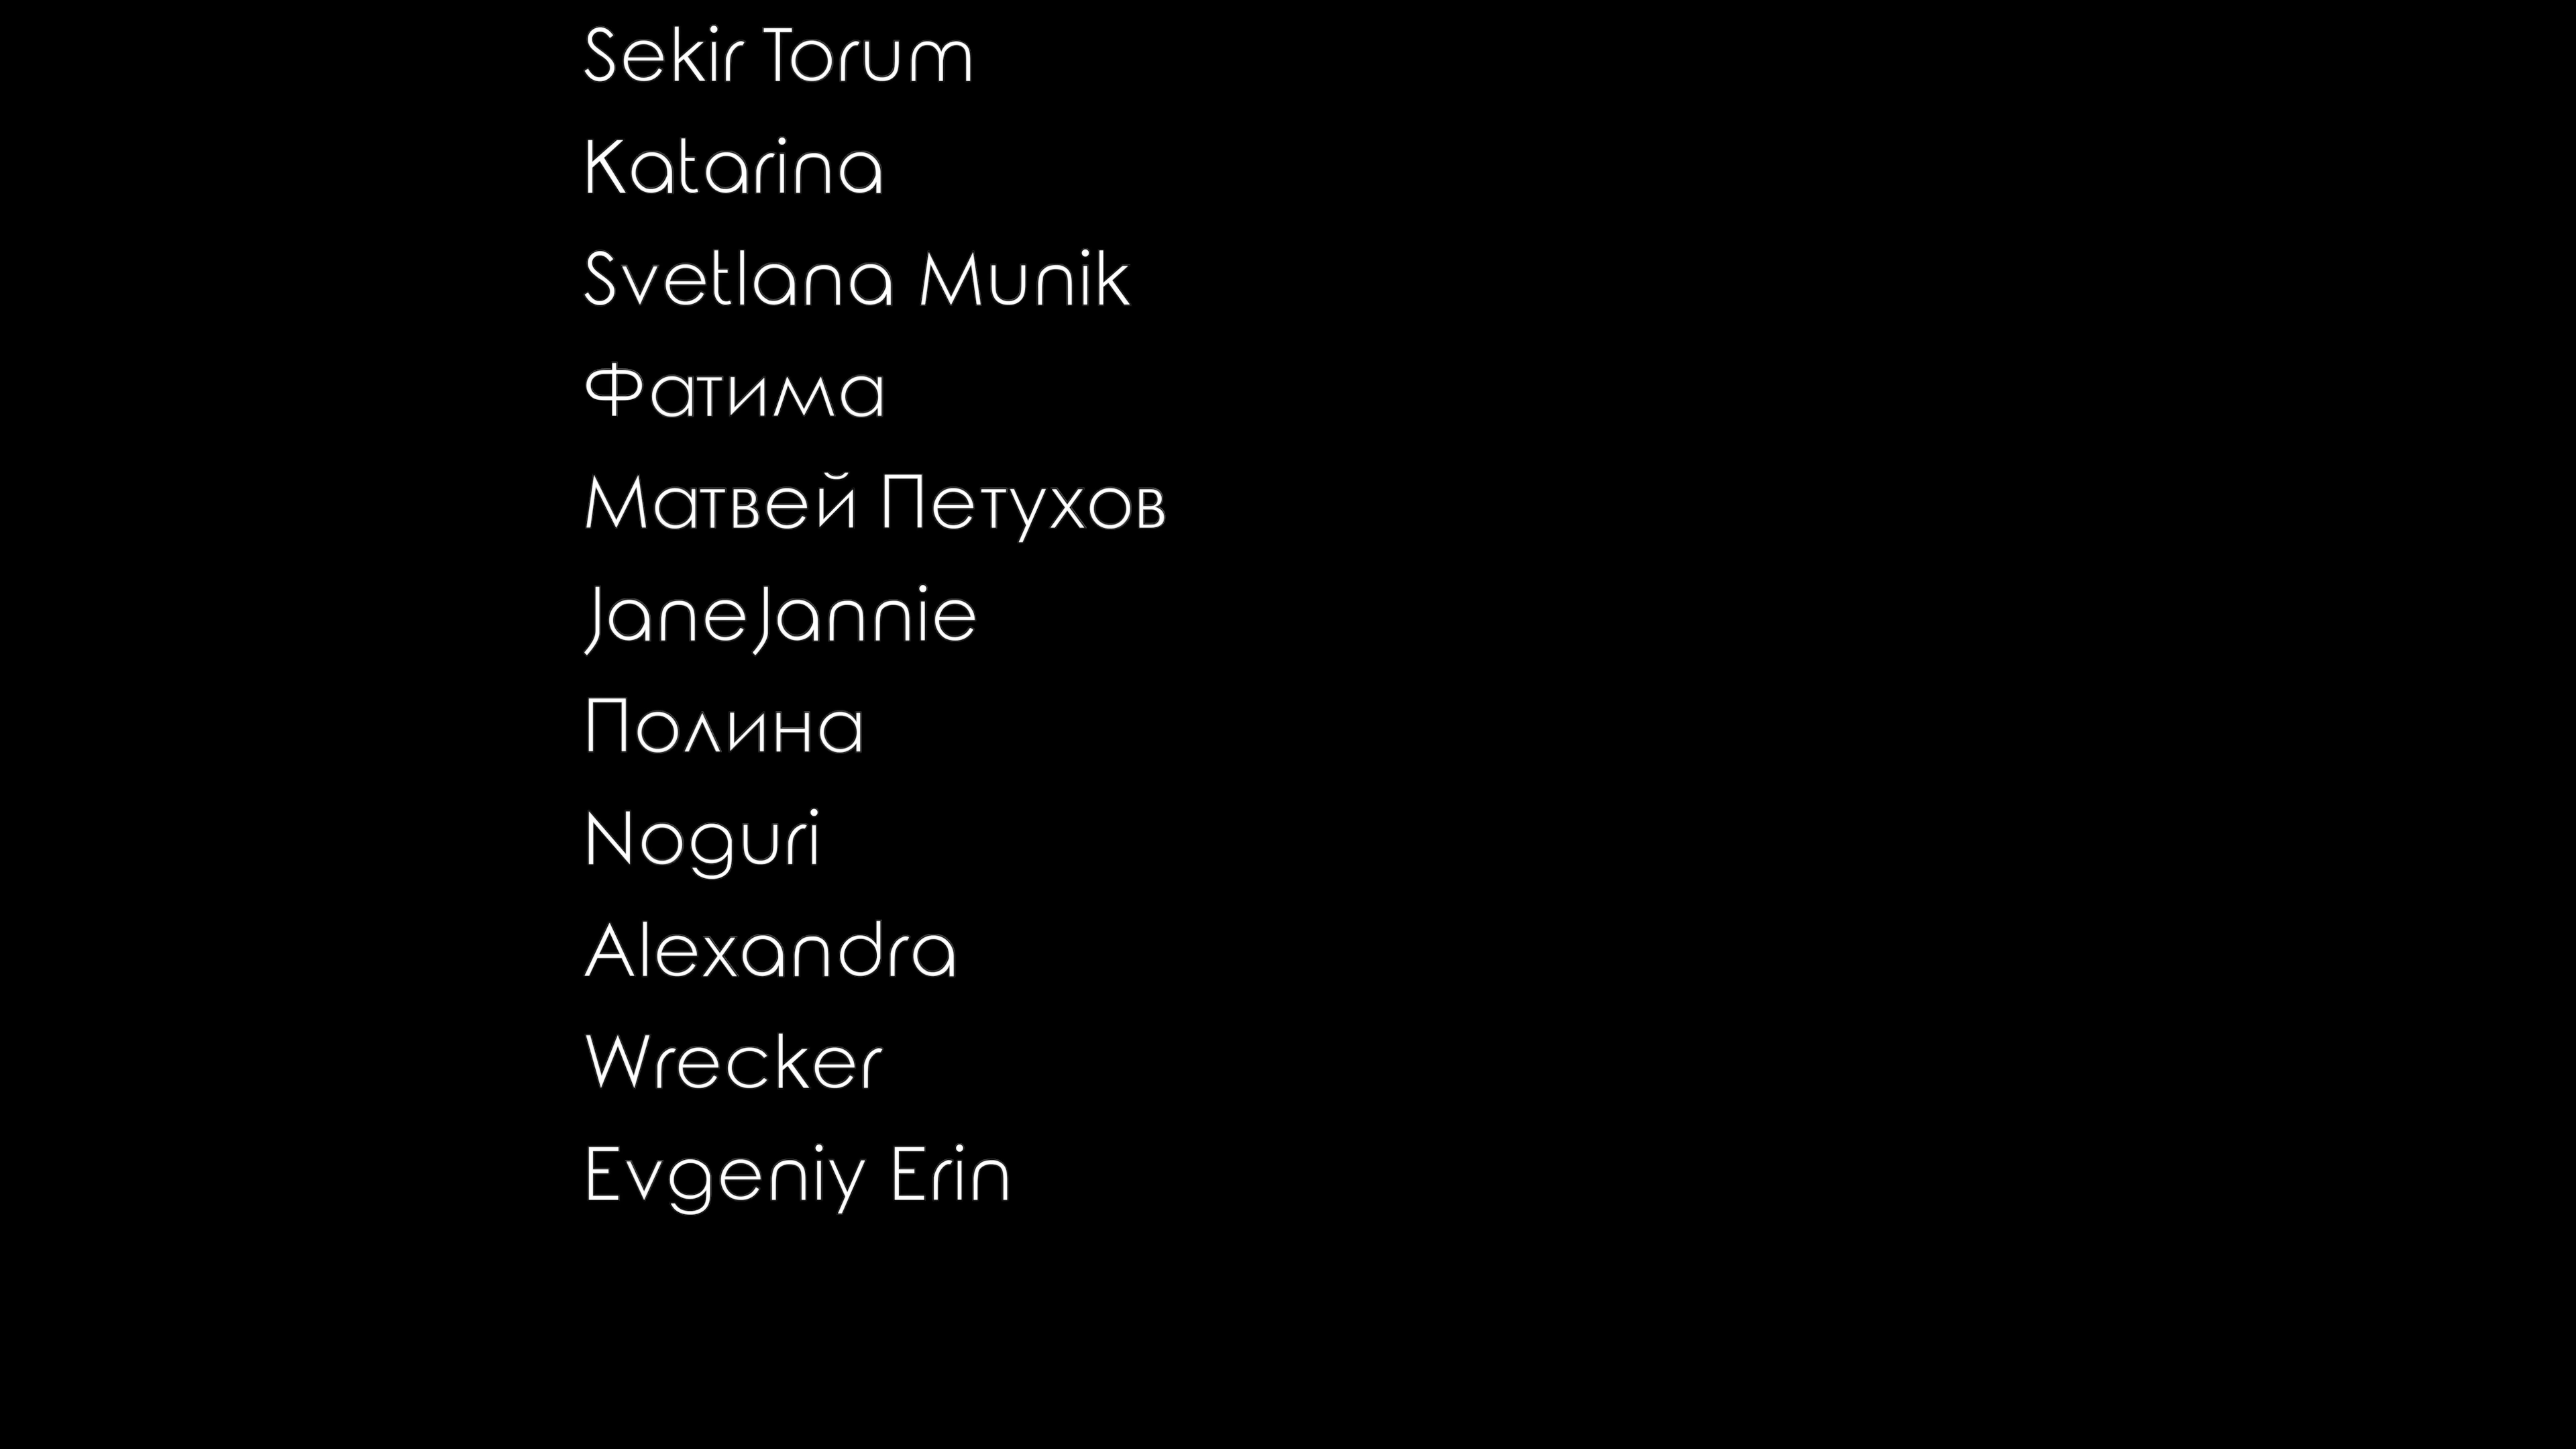 Sekir Torum
Katarina
Svetlana Munik
Фатима
Матвей Петухов
JaneJannie
Полина
Noguri
Alexandra
Wrecker
Evgeniy Erin